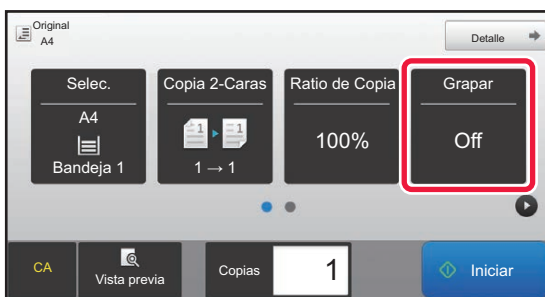 Original
A4
Detalle
Selec.
A4
Bandeja 1
Copia 2-Caras
1
1
1 → 1
Ratio de Copia
100%
Grapar
Off
CA
Vista previa
Copias
1
Iniciar